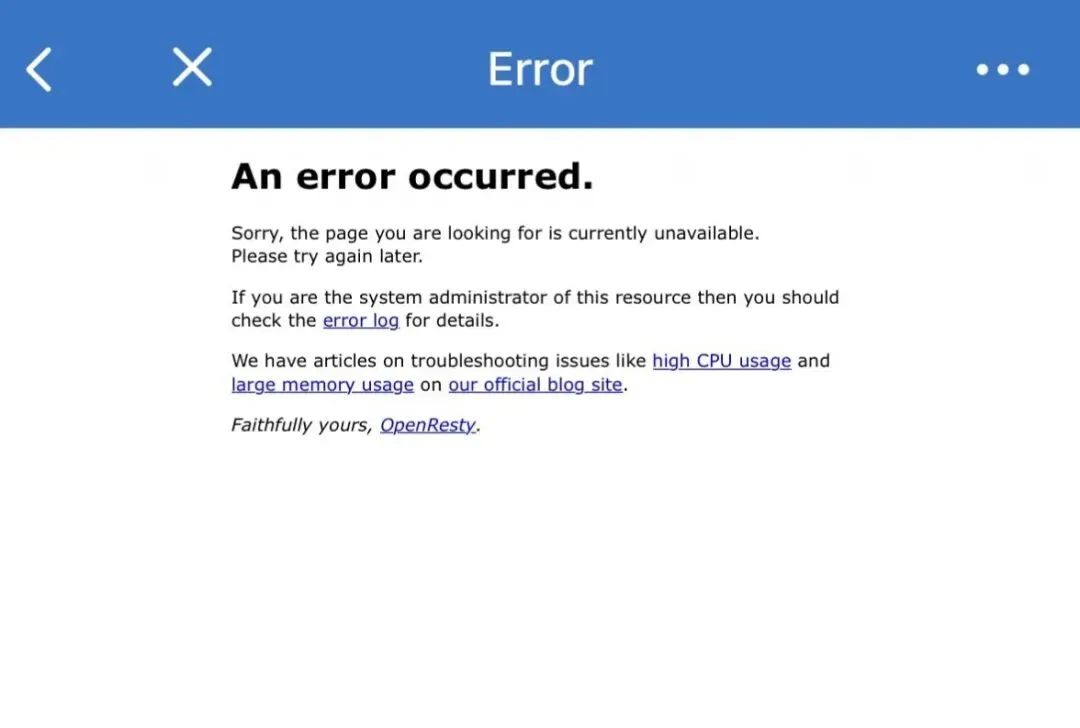 Error
An error occurred.
Sorry, the page you are looking for is currently unavailable.
Please try again later.
If you are the system administrator of this resource then you should
check the error log for details.
We have articles on troubleshooting issues like high CPU usage and
large memory usage on our official blog site.
Faithfully yours, OpenResty.